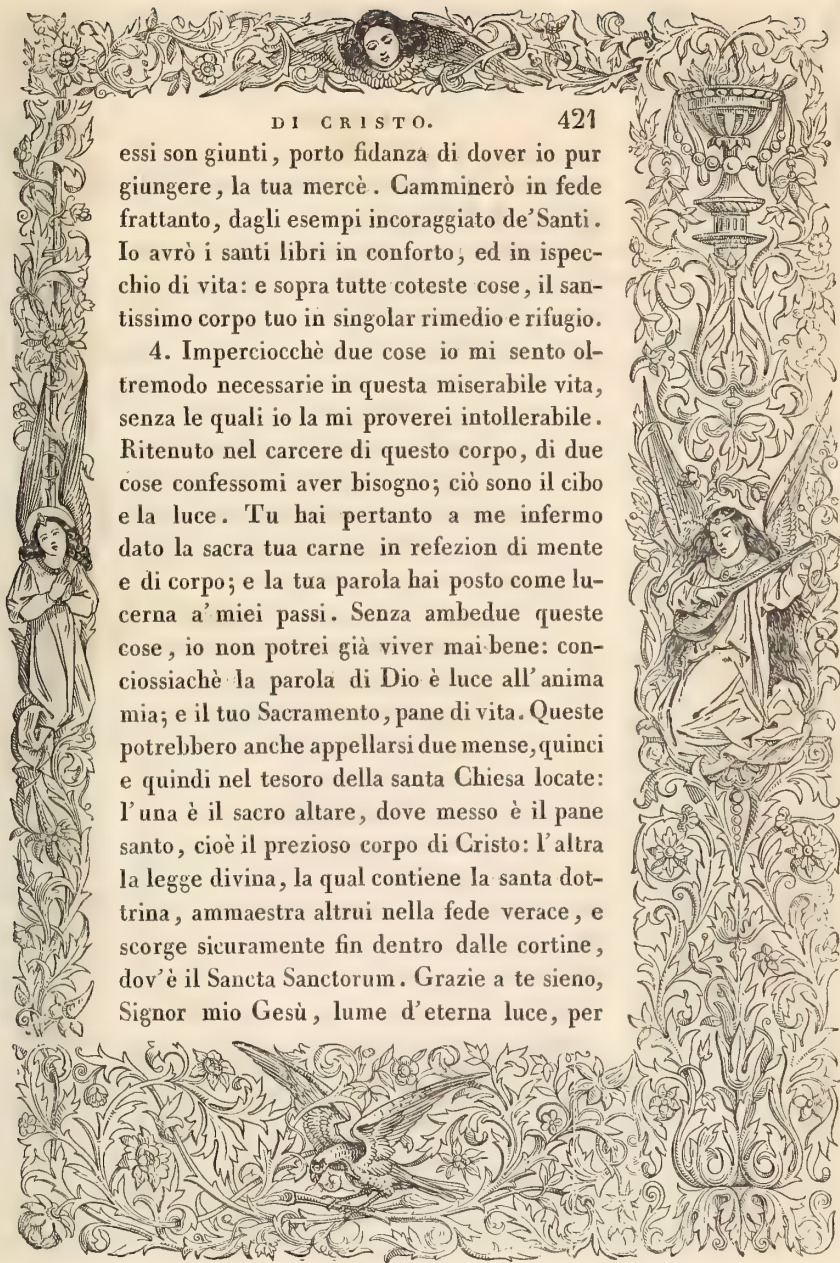 DI CRISTO. 421
essi son giunti, porto fidanza di dover io pur
giungere, la tua mercè. Camminerò in fede
frattanto, dagli esempi incoraggiato de' Santi.
Io avrò i santi libri in conforto, ed in ispec-
chio di vita: e sopra tutte coteste cose, il san-
tissimo corpo tuo in singolar rimedio e rifugio.
4. Imperciocchè due cose io mi sento ol-
tremodo necessarie in questa miserabile vita,
senza le quali io la mi proverei intollerabile.
Ritenuto nel carcere di questo corpo, di due
cose confessomi aver bisogno; ciò sono il cibo
e la luce. Tu hai pertanto a me infermo
dato la sacra tua carne in refezion di mente
e di corpo; e la tua parola hai posto come lu-
cerna a' miei passi. Senza ambedue queste
cose, io non potrei già viver mai bene: con-
ciossiachè la parola di Dio è luce all'anima
mia; e il tuo Sacramento, pane di vita. Queste
potrebbero anche appellarsi due mense, quinci
e quindi nel tesoro della santa Chiesa locate:
l'una è il sacro altare, dove messo è il pane
santo, cioè il prezioso corpo di Cristo: l'altra
la legge divina, la qual contiene la santa dot-
trina, ammaestra altrui nella fede verace, e
scorge sicuramente fin dentro dalle cortine,
dov'è il Sancta Sanctorum. Grazie a te sieno,
Signor mio Gesù, lume d'eterna luce, per